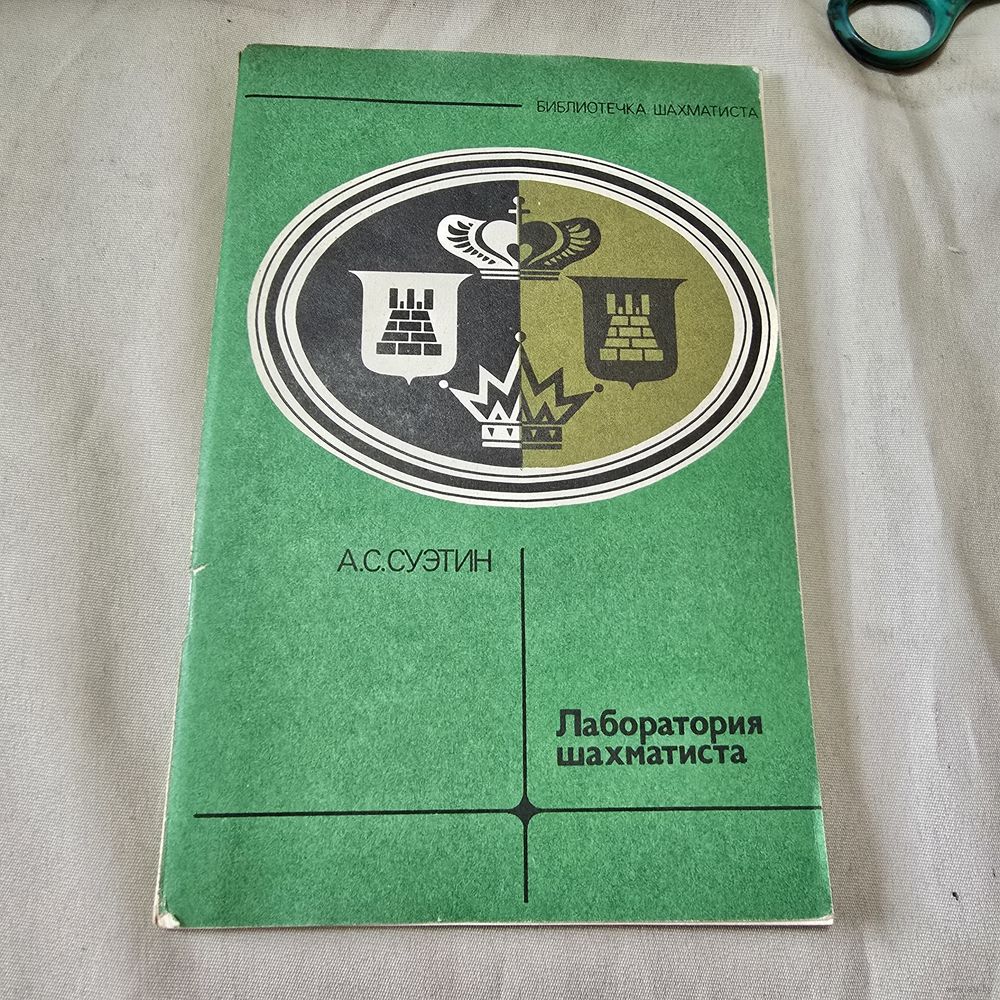 БИБЛИОТЕЧКА ШАХМАТИСТА
А.С.СУЭТИН
Лаборатория
шахматиста